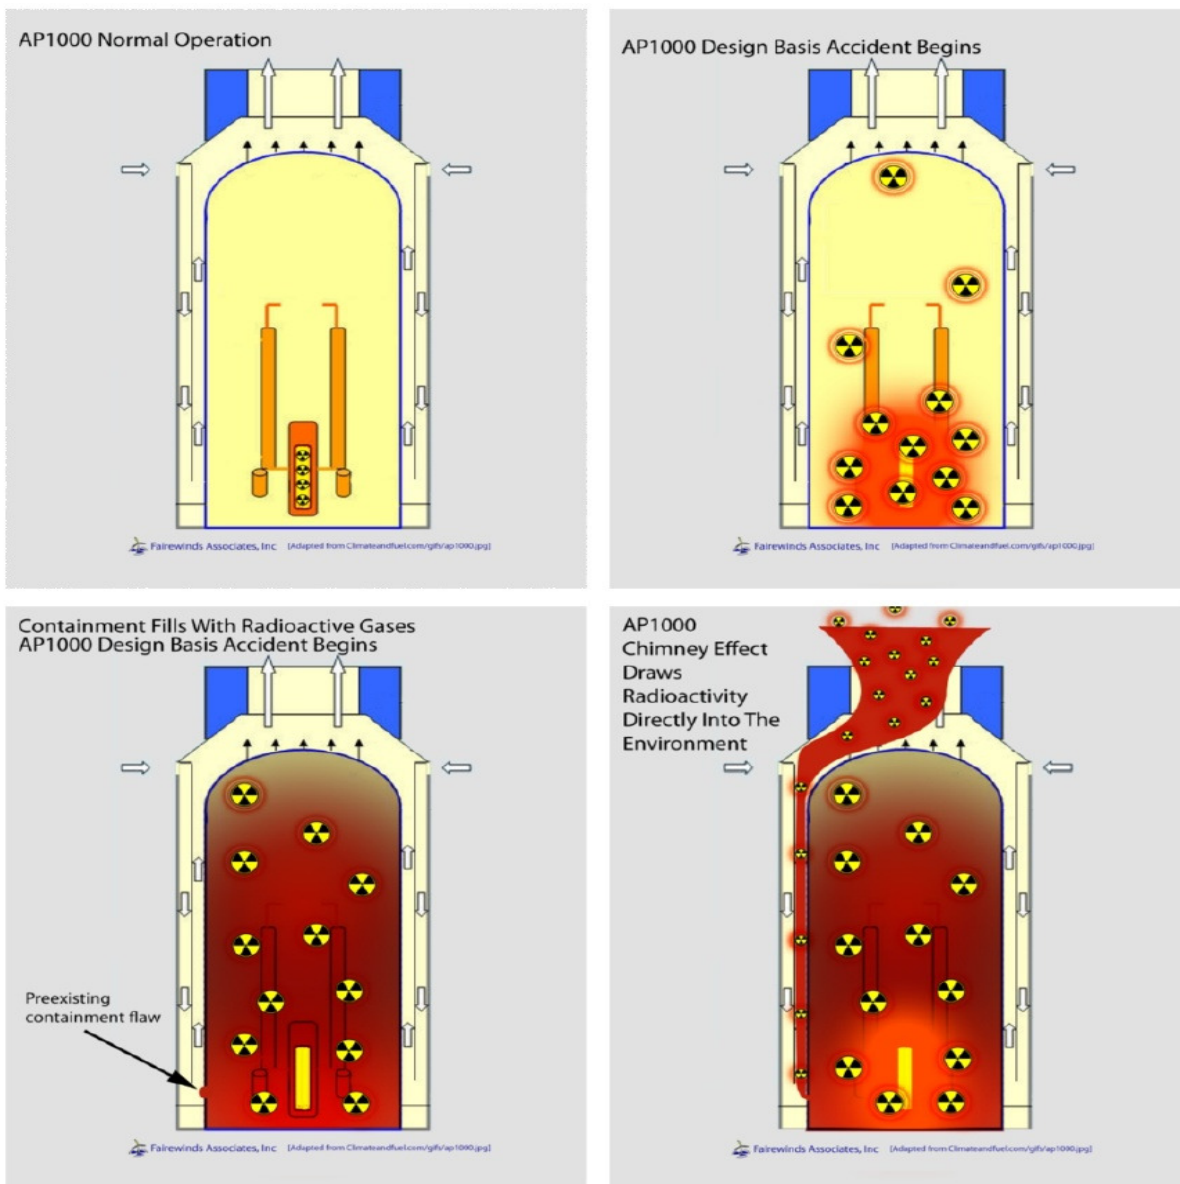 AP1000 Normal Operation
Fairewinds Associates, Inc [Adapted from Climateandfuel.com/gifs/ap1000.jpg]
AP1000 Design Basis Accident Begins
Fairewinds Associates, Inc [Adapted from Climateandfuel.com/gifs/ap1000.jpg]
Containment Fills With Radioactive Gases
AP1000 Design Basis Accident Begins
Preexisting
containment flaw
Fairewinds Associates, Inc [Adapted from Climateandfuel.com/gifs/ap1000.jpg]
AP1000
Chimney Effect
Draws
Radioactivity
Directly Into The
Environment
Fairewinds Associates, Inc [Adapted from Climateandfuel.com/gifs/ap1000.jpg]